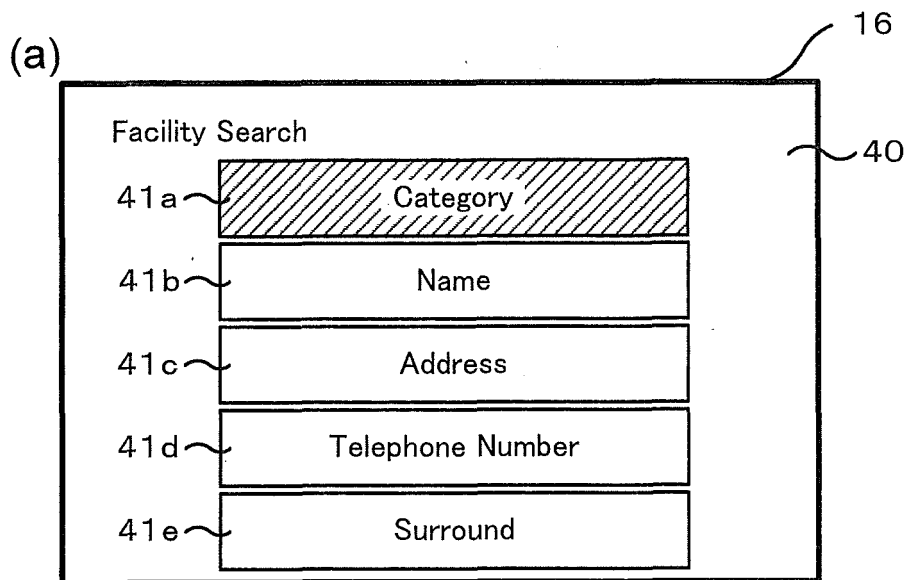 16
(a)
Facility Search
40
41a
Category
41b
Name
41c
Address
41d
Telephone Number
41e
Surround